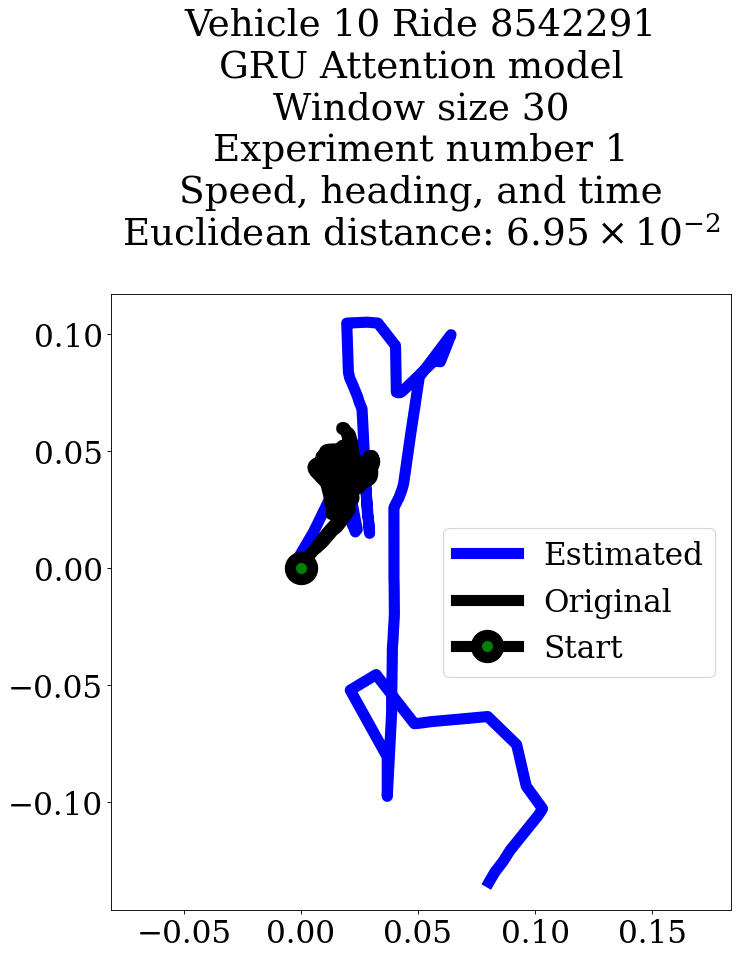 Vehicle 10 Ride 8542291
GRU Attention model
Window size 30
Experiment number 1
Speed, heading, and time
Euclidean distance: 6.95 × 10⁻²
0.10
0.05
0.00
−0.05
−0.10
Estimated
Original
Start
−0.05 0.00 0.05 0.10 0.15